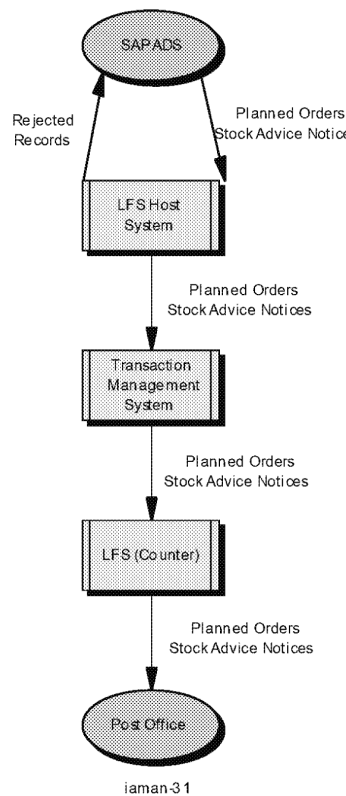 SAPADS
Rejected
Records
Planned Orders
Stock Advice Notice
LFS Host
System
Planned Orders
Stock Advice Notices
Transaction
Management
System
Planned Orders
Stock Advice Notices
LFS (Counter)
Planned Orders
Stock Advice Notices
Post Office
iaman-31